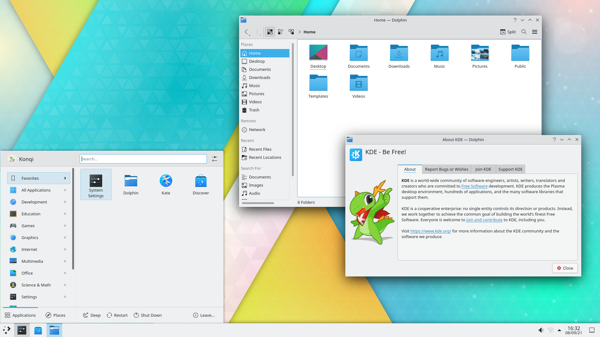 Home — Dolphin
Home
Split
Places
Home
Desktop
Documents
Downloads
Music
Pictures
Videos
Trash
Remote
Network
Recent
Recent Files
Recent Locations
Search For
Documents
Images
Audio
Desktop
Documents
Downloads
Music
Pictures
Public
Templates
Videos
8 Folders
About KDE — Dolphin
KDE - Be Free!
About
Report Bugs or Wishes
Join KDE
Support KDE
KDE is a world-wide community of software engineers, artists, writers, translators and
creators who are committed to Free Software development. KDE produces the Plasma
desktop environment, hundreds of applications, and the many software libraries that
support them.
KDE is a cooperative enterprise: no single entity controls its direction or products. Instead,
we work together to achieve the common goal of building the world's finest Free
Software. Everyone is welcome to join and contribute to KDE, including you.
Visit https://www.kde.org/ for more information about the KDE community and the
software we produce.
Close
Konqi
Search...
Favorites
All Applications
Development
Education
Games
Graphics
Internet
Multimedia
Office
Science & Math
Settings
System
Settings
Dolphin
Kate
Discover
Applications
Places
Sleep
Restart
Shut Down
Leave...
16:32
08/09/21